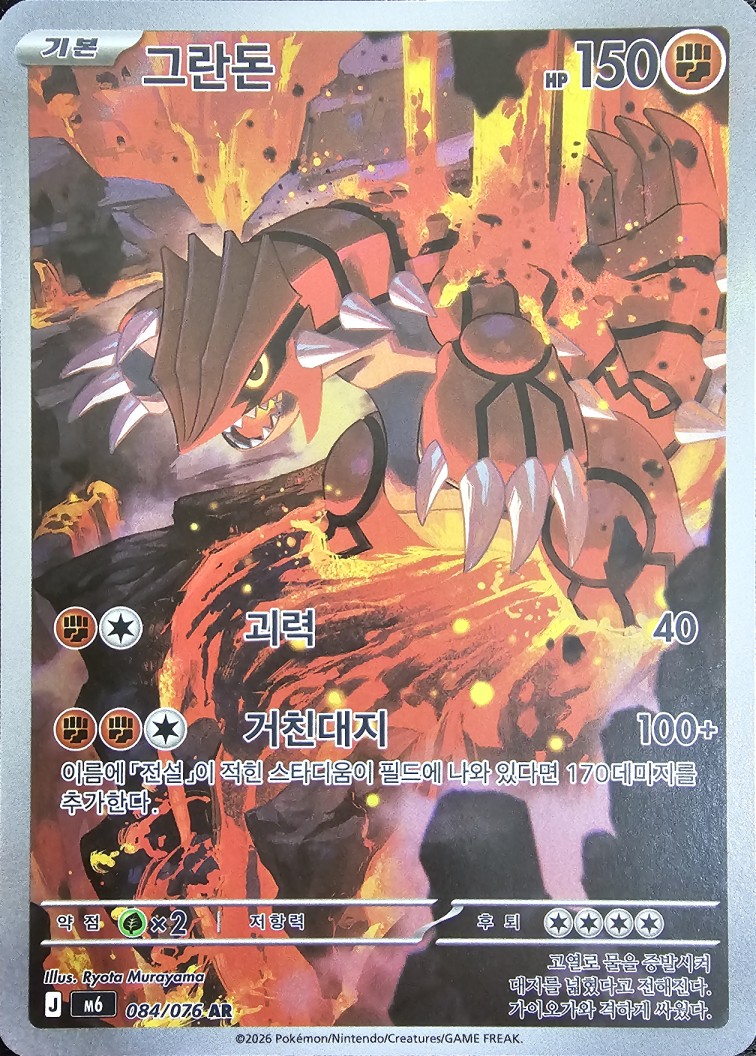 기본
그란돈
HP 150
괴력 40
거친대지 100+
이름에 「전설」이 적힌 스타디움이 필드에 나와 있다면 170데미지를
추가한다.
약점 ×2 저항력 후퇴
Illus. Ryota Murayama
고열로 물을 증발시켜
대지를 넓혔다고 전해진다.
가이오가와 격하게 싸웠다.
J M6 084/076 AR
©2026 Pokémon/Nintendo/Creatures/GAME FREAK.